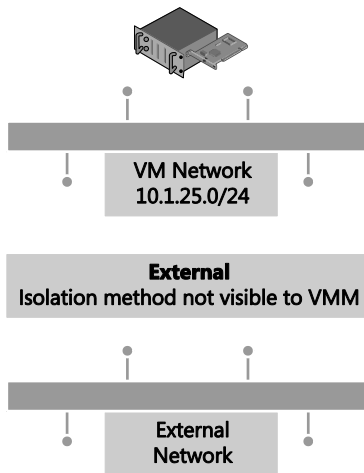 VM Network
10.1.25.0/24
External
Isolation method not visible to VMM
External
Network